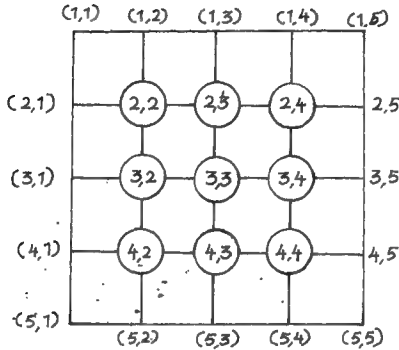 (1,1) (1,2) (1,3) (1,4) (1,5)
(2,1) 2,2 2,3 2,4 2,5
(3,1) 3,2 3,3 3,4 3,5
(4,1) 4,2 4,3 4,4 4,5
(5,1) (5,2) (5,3) (5,4) (5,5)